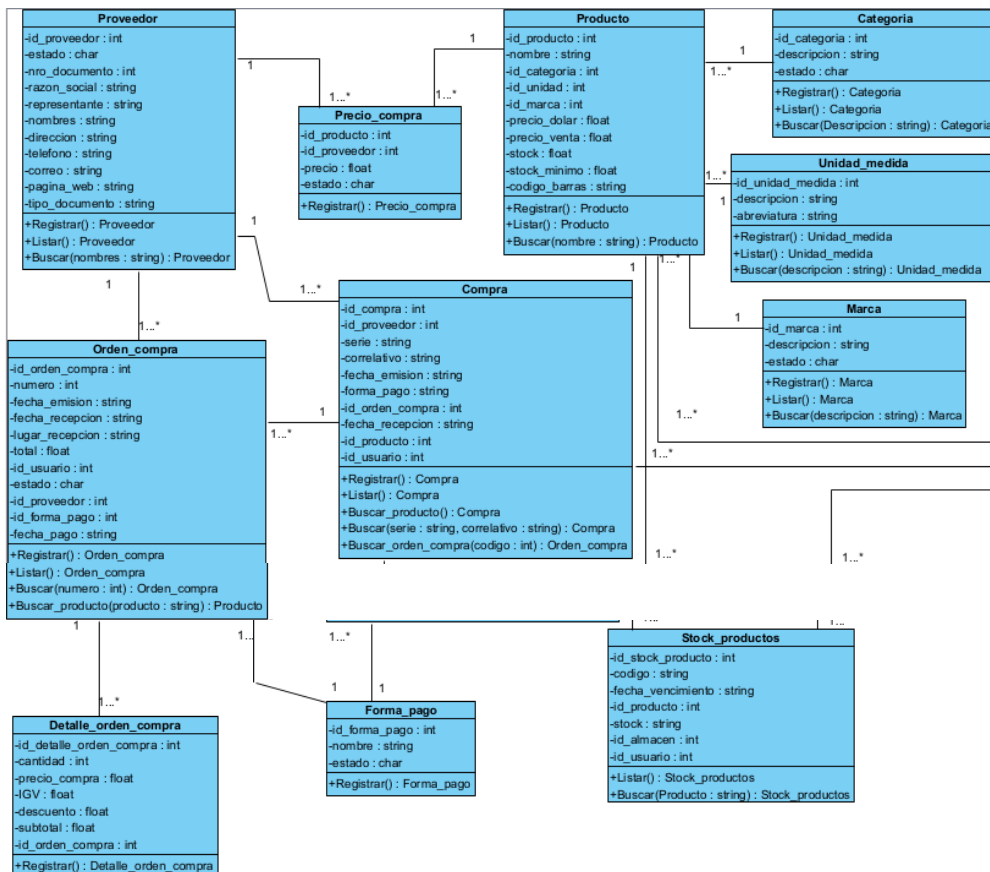 Proveedor
-id_proveedor : int
-estado : char
-nro_documento : int
-razon_social : string
-representante : string
-nombres : string
-direccion : string
-telefono : string
-correo : string
-pagina_web : string
-tipo_documento : string
+Registrar() : Proveedor
+Listar() : Proveedor
+Buscar(nombres : string) : Proveedor
1
1...*
1
1...*
Precio_compra
-id_producto : int
-id_proveedor : int
-precio : float
-estado : char
+Registrar() : Precio_compra
Producto
-id_producto : int
-nombre : string
-id_categoria : int
-id_unidad : int
-id_marca : int
-precio_dolar : float
-precio_venta : float
-stock : float
-stock_minimo : float
-codigo_barras : string
+Registrar() : Producto
+Listar() : Producto
+Buscar(nombre : string) : Producto
1
1...*
Categoria
-id_categoria : int
-descripcion : string
-estado : char
+Registrar() : Categoria
+Listar() : Categoria
+Buscar(Descripcion : string) : Categoria
1...*
1
Unidad_medida
-id_unidad_medida : int
-descripcion : string
-abreviatura : string
+Registrar() : Unidad_medida
+Listar() : Unidad_medida
+Buscar(descripcion : string) : Unidad_medida
1
1...*
1
Marca
-id_marca : int
-descripcion : string
-estado : char
+Registrar() : Marca
+Listar() : Marca
+Buscar(descripcion : string) : Marca
1
1...*
1
1...*
Compra
-id_compra : int
-id_proveedor : int
-serie : string
-correlativo : string
-fecha_emision : string
-forma_pago : string
-id_orden_compra : int
-fecha_recepcion : string
-id_producto : int
-id_usuario : int
+Registrar() : Compra
+Listar() : Compra
+Buscar_producto() : Compra
+Buscar(serie : string, correlativo : string) : Compra
+Buscar_orden_compra(codigo : int) : Orden_compra
1...*
1...*
1...*
1...*
Orden_compra
-id_orden_compra : int
-numero : int
-fecha_emision : string
-fecha_recepcion : string
-lugar_recepcion : string
-total : float
-id_usuario : int
-estado : char
-id_proveedor : int
-id_forma_pago : int
-fecha_pago : string
+Registrar() : Orden_compra
+Listar() : Orden_compra
+Buscar(numero : int) : Orden_compra
+Buscar_producto(producto : string) : Producto
1
1...*
1
1...
1...*
1...
1...
1...*
1
1
Stock_productos
-id_stock_producto : int
-codigo : string
-fecha_vencimiento : string
-id_producto : int
-stock : string
-id_almacen : int
-id_usuario : int
+Listar() : Stock_productos
+Buscar(Producto : string) : Stock_productos
Forma_pago
-id_forma_pago : int
-nombre : string
-estado : char
+Registrar() : Forma_pago
Detalle_orden_compra
-id_detalle_orden_compra : int
-cantidad : int
-precio_compra : float
-IGV : float
-descuento : float
-subtotal : float
-id_orden_compra : int
+Registrar() : Detalle_orden_compra